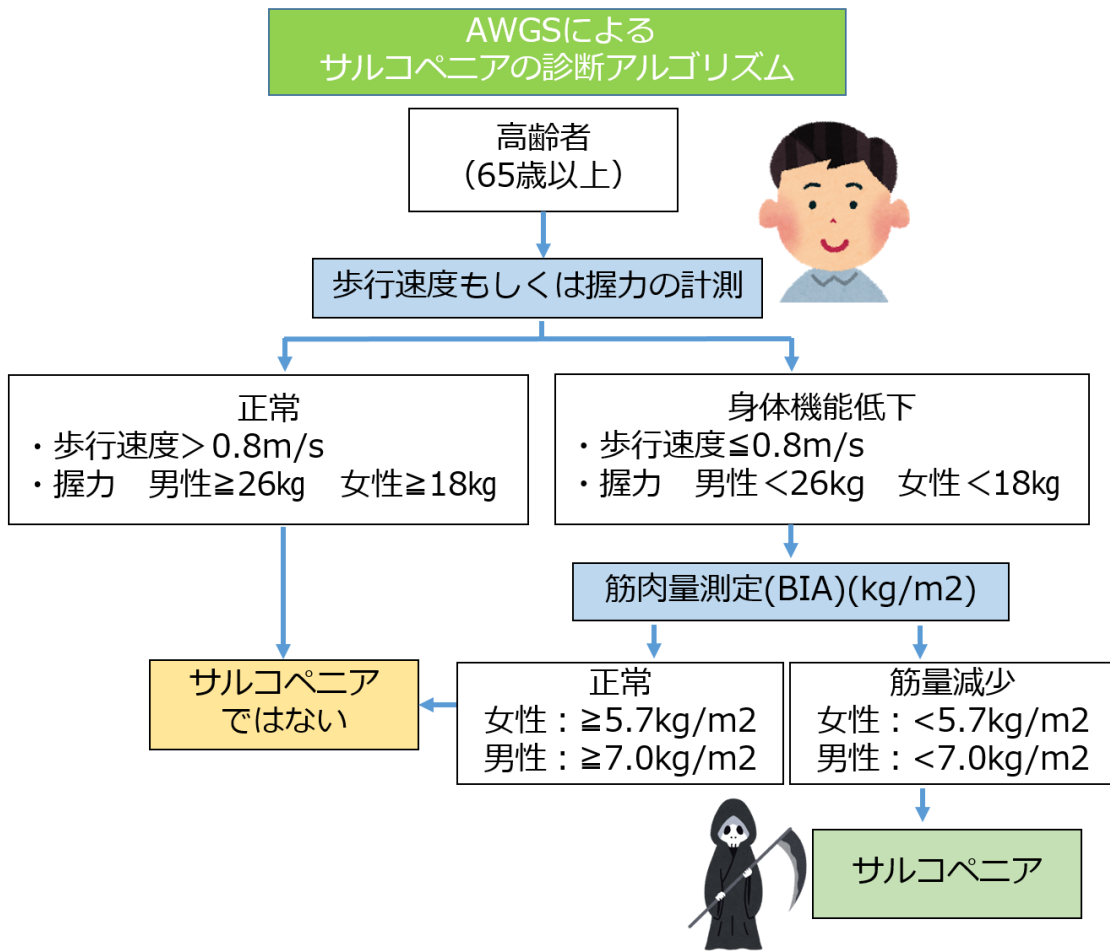 AWGSによる
サルコペニアの診断アルゴリズム
高齢者
（65歳以上）
歩行速度もしくは握力の計測
正常
・歩行速度＞0.8m/s
・握力　男性≧26㎏　女性≧18㎏
身体機能低下
・歩行速度≦0.8m/s
・握力　男性＜26kg　女性＜18㎏
筋肉量測定(BIA)(kg/m2)
サルコペニア
ではない
正常
女性：≧5.7kg/m2
男性：≧7.0kg/m2
筋量減少
女性：<5.7kg/m2
男性：<7.0kg/m2
サルコペニア